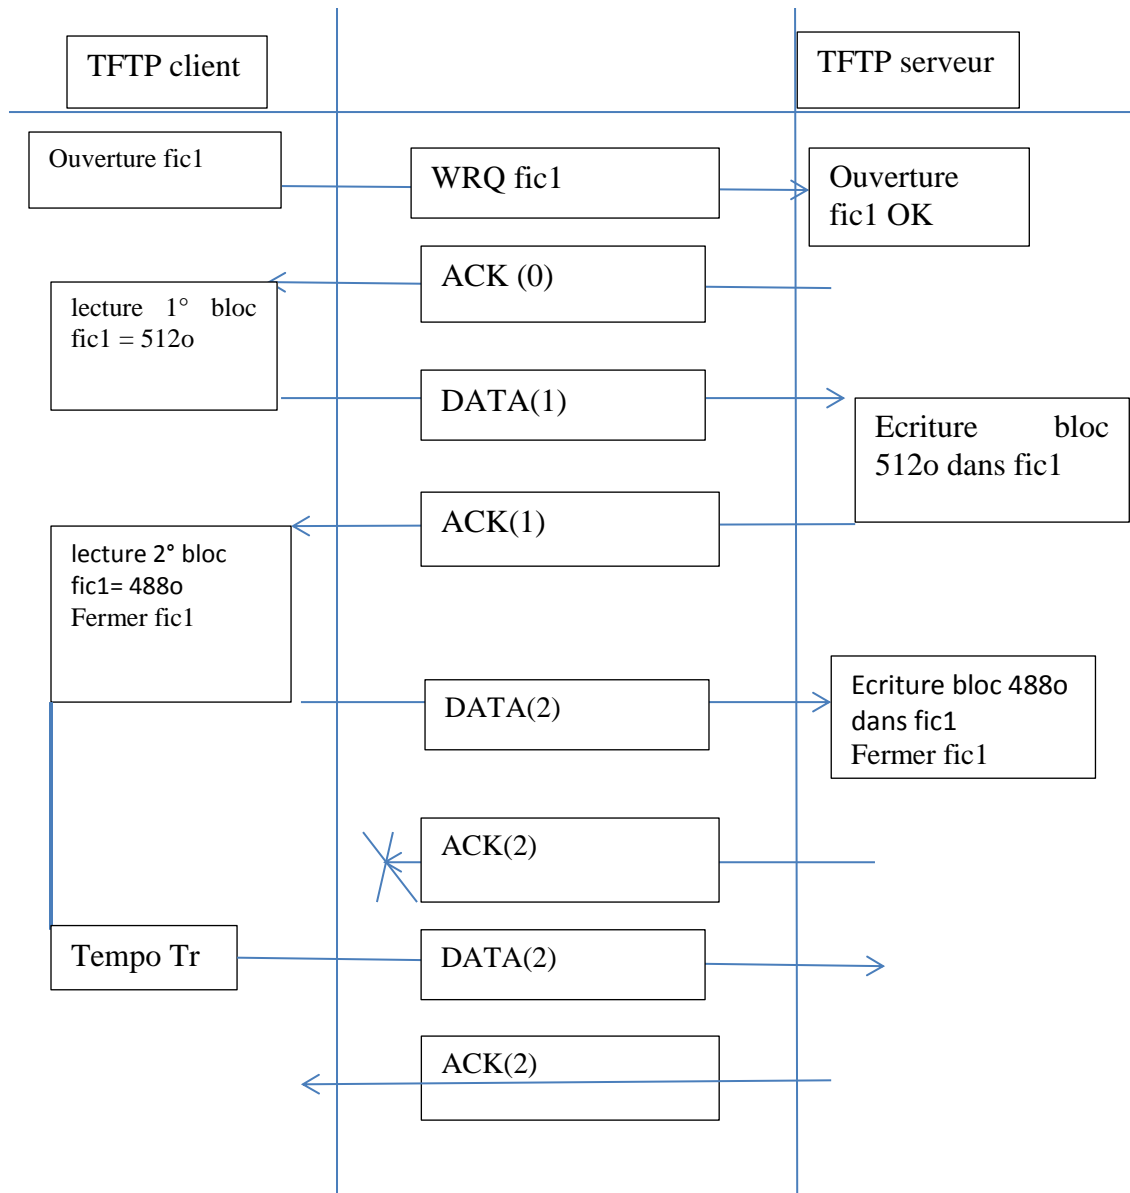 TFTP client
TFTP serveur
Ouverture fic1
WRQ fic1
Ouverture
fic1 OK
ACK (0)
lecture 1° bloc
fic1 = 512o
DATA(1)
Ecriture bloc
512o dans fic1
ACK(1)
lecture 2° bloc
fic1= 488o
Fermer fic1
DATA(2)
Ecriture bloc 488o
dans fic1
Fermer fic1
ACK(2)
Tempo Tr
DATA(2)
ACK(2)